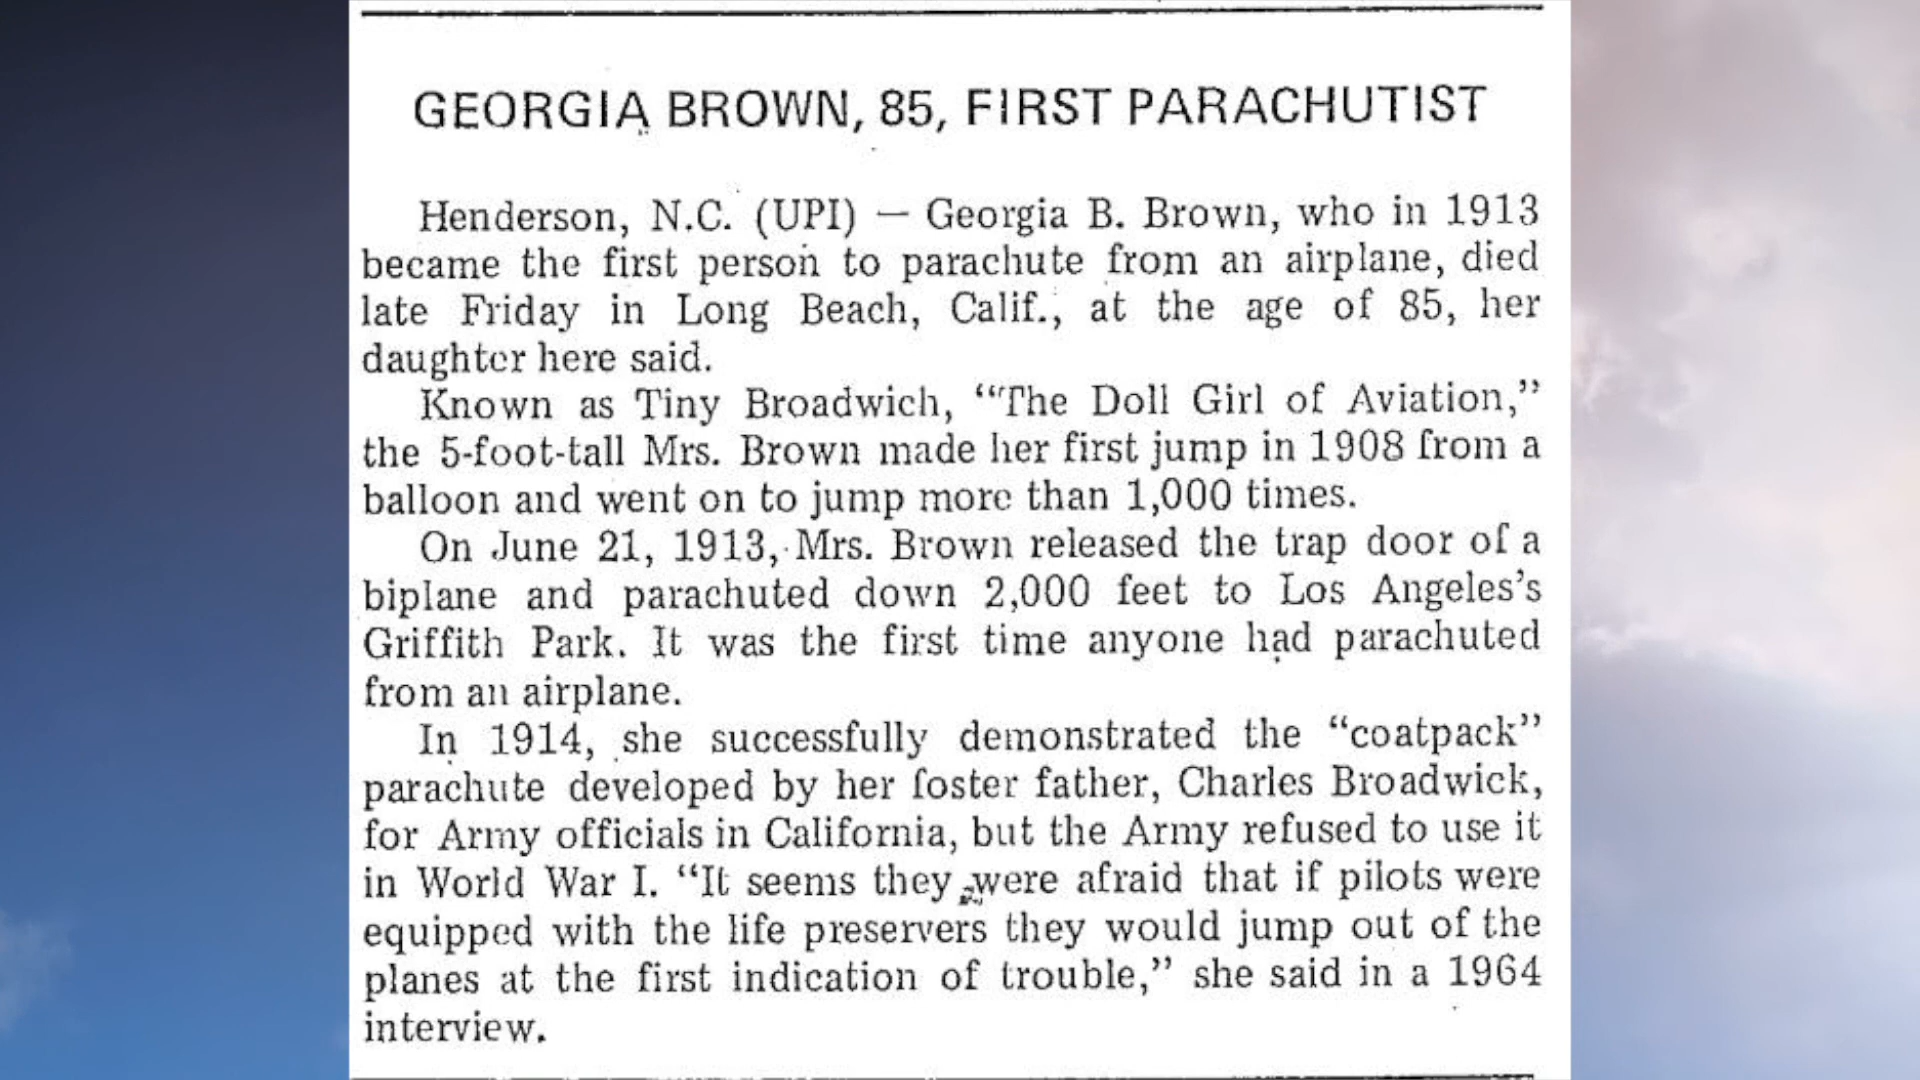 GEORGIA BROWN, 85, FIRST PARACHUTIST
Henderson, N.C. (UPI) — Georgia B. Brown, who in 1913
became the first person to parachute from an airplane, died
late Friday in Long Beach, Calif., at the age of 85, her
daughter here said.
Known as Tiny Broadwich, “The Doll Girl of Aviation,”
the 5-foot-tall Mrs. Brown made her first jump in 1908 from a
balloon and went on to jump more than 1,000 times.
On June 21, 1913, Mrs. Brown released the trap door of a
biplane and parachuted down 2,000 feet to Los Angeles’s
Griffith Park. It was the first time anyone had parachuted
from an airplane.
In 1914, she successfully demonstrated the “coatpack”
parachute developed by her foster father, Charles Broadwick,
for Army officials in California, but the Army refused to use it
in World War I. “It seems they were afraid that if pilots were
equipped with the life preservers they would jump out of the
planes at the first indication of trouble,” she said in a 1964
interview.